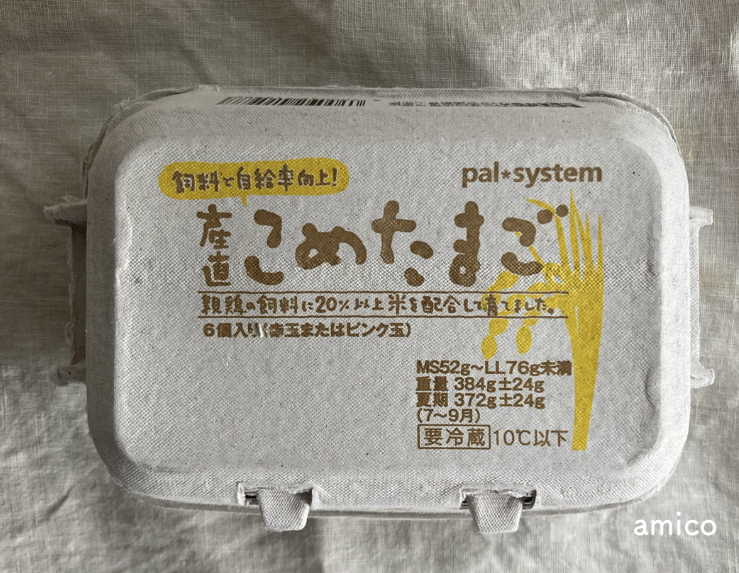 飼料で自給率向上!
pal*system
産直こめたまご
親鶏の飼料に20%以上米を配合して育てました。
6個入り(赤玉またはピンク玉)
MS52g〜LL76g未満
重量 384g±24g
夏期 372g±24g
(7〜9月)
要冷蔵 10℃以下
amico